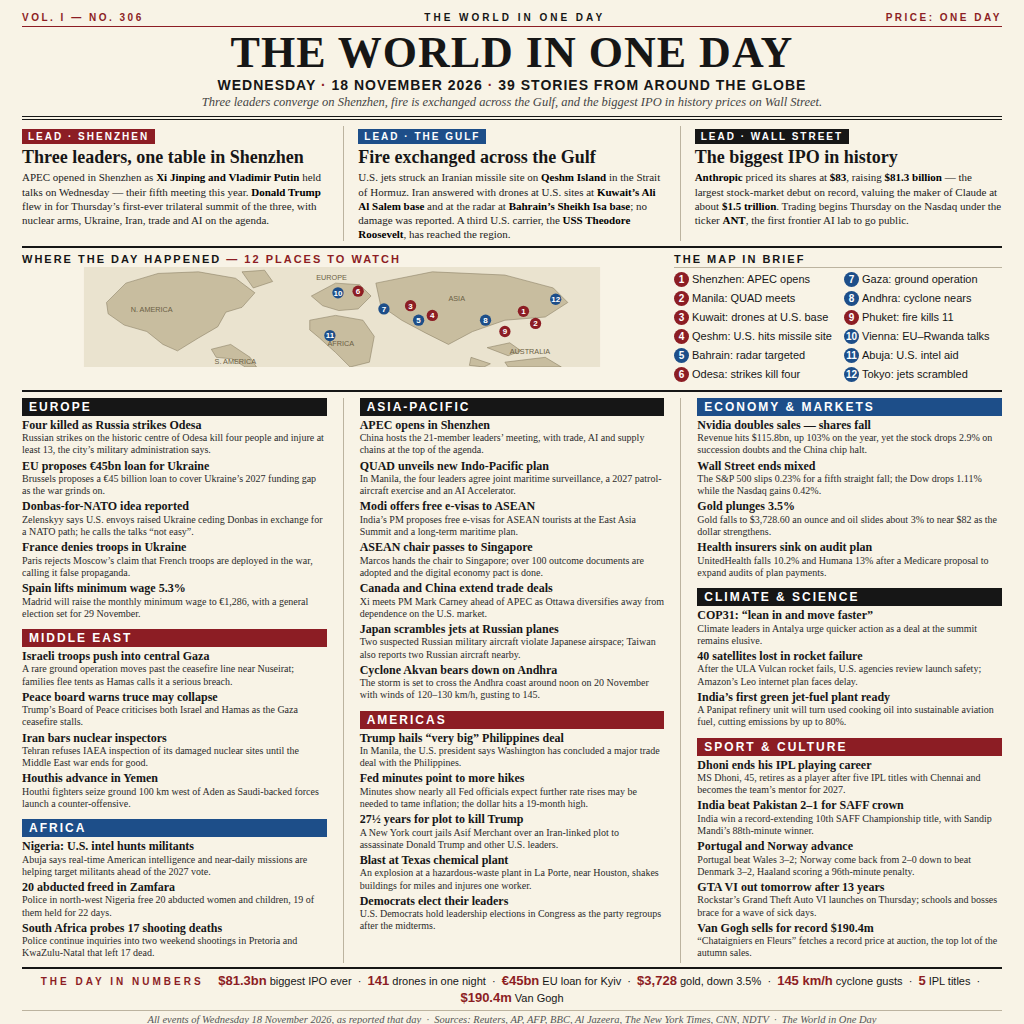 VOL. I — NO. 306
THE WORLD IN ONE DAY
PRICE: ONE DAY
THE WORLD IN ONE DAY
WEDNESDAY · 18 NOVEMBER 2026 · 39 STORIES FROM AROUND THE GLOBE
Three leaders converge on Shenzhen, fire is exchanged across the Gulf, and the biggest IPO in history prices on Wall Street.
LEAD · SHENZHEN
Three leaders, one table in Shenzhen
APEC opened in Shenzhen as Xi Jinping and Vladimir Putin held
talks on Wednesday — their fifth meeting this year. Donald Trump
flew in for Thursday's first-ever trilateral summit of the three, with
nuclear arms, Ukraine, Iran, trade and AI on the agenda.
LEAD · THE GULF
Fire exchanged across the Gulf
U.S. jets struck an Iranian missile site on Qeshm Island in the Strait
of Hormuz. Iran answered with drones at U.S. sites at Kuwait's Ali
Al Salem base and at the radar at Bahrain's Sheikh Isa base; no
damage was reported. A third U.S. carrier, the USS Theodore
Roosevelt, has reached the region.
LEAD · WALL STREET
The biggest IPO in history
Anthropic priced its shares at $83, raising $81.3 billion — the
largest stock-market debut on record, valuing the maker of Claude at
about $1.5 trillion. Trading begins Thursday on the Nasdaq under the
ticker ANT, the first frontier AI lab to go public.
WHERE THE DAY HAPPENED — 12 PLACES TO WATCH
N. AMERICA
S. AMERICA
EUROPE
AFRICA
ASIA
AUSTRALIA
10
6
7
3
4
5
11
8
1
2
9
12
THE MAP IN BRIEF
1 Shenzhen: APEC opens
2 Manila: QUAD meets
3 Kuwait: drones at U.S. base
4 Qeshm: U.S. hits missile site
5 Bahrain: radar targeted
6 Odesa: strikes kill four
7 Gaza: ground operation
8 Andhra: cyclone nears
9 Phuket: fire kills 11
10 Vienna: EU–Rwanda talks
11 Abuja: U.S. intel aid
12 Tokyo: jets scrambled
EUROPE
Four killed as Russia strikes Odesa
Russian strikes on the historic centre of Odesa kill four people and injure at
least 13, the city's military administration says.
EU proposes €45bn loan for Ukraine
Brussels proposes a €45 billion loan to cover Ukraine's 2027 funding gap
as the war grinds on.
Donbas-for-NATO idea reported
Zelenskyy says U.S. envoys raised Ukraine ceding Donbas in exchange for
a NATO path; he calls the talks “not easy”.
France denies troops in Ukraine
Paris rejects Moscow's claim that French troops are deployed in the war,
calling it false propaganda.
Spain lifts minimum wage 5.3%
Madrid will raise the monthly minimum wage to €1,286, with a general
election set for 29 November.
MIDDLE EAST
Israeli troops push into central Gaza
A rare ground operation moves past the ceasefire line near Nuseirat;
families flee tents as Hamas calls it a serious breach.
Peace board warns truce may collapse
Trump's Board of Peace criticises both Israel and Hamas as the Gaza
ceasefire stalls.
Iran bars nuclear inspectors
Tehran refuses IAEA inspection of its damaged nuclear sites until the
Middle East war ends for good.
Houthis advance in Yemen
Houthi fighters seize ground 100 km west of Aden as Saudi-backed forces
launch a counter-offensive.
AFRICA
Nigeria: U.S. intel hunts militants
Abuja says real-time American intelligence and near-daily missions are
helping target militants ahead of the 2027 vote.
20 abducted freed in Zamfara
Police in north-west Nigeria free 20 abducted women and children, 19 of
them held for 22 days.
South Africa probes 17 shooting deaths
Police continue inquiries into two weekend shootings in Pretoria and
KwaZulu-Natal that left 17 dead.
ASIA-PACIFIC
APEC opens in Shenzhen
China hosts the 21-member leaders' meeting, with trade, AI and supply
chains at the top of the agenda.
QUAD unveils new Indo-Pacific plan
In Manila, the four leaders agree joint maritime surveillance, a 2027 patrol-
aircraft exercise and an AI Accelerator.
Modi offers free e-visas to ASEAN
India's PM proposes free e-visas for ASEAN tourists at the East Asia
Summit and a long-term maritime plan.
ASEAN chair passes to Singapore
Marcos hands the chair to Singapore; over 100 outcome documents are
adopted and the digital economy pact is done.
Canada and China extend trade deals
Xi meets PM Mark Carney ahead of APEC as Ottawa diversifies away from
dependence on the U.S. market.
Japan scrambles jets at Russian planes
Two suspected Russian military aircraft violate Japanese airspace; Taiwan
also reports two Russian aircraft nearby.
Cyclone Akvan bears down on Andhra
The storm is set to cross the Andhra coast around noon on 20 November
with winds of 120–130 km/h, gusting to 145.
AMERICAS
Trump hails “very big” Philippines deal
In Manila, the U.S. president says Washington has concluded a major trade
deal with the Philippines.
Fed minutes point to more hikes
Minutes show nearly all Fed officials expect further rate rises may be
needed to tame inflation; the dollar hits a 19-month high.
27½ years for plot to kill Trump
A New York court jails Asif Merchant over an Iran-linked plot to
assassinate Donald Trump and other U.S. leaders.
Blast at Texas chemical plant
An explosion at a hazardous-waste plant in La Porte, near Houston, shakes
buildings for miles and injures one worker.
Democrats elect their leaders
U.S. Democrats hold leadership elections in Congress as the party regroups
after the midterms.
ECONOMY & MARKETS
Nvidia doubles sales — shares fall
Revenue hits $115.8bn, up 103% on the year, yet the stock drops 2.9% on
succession doubts and the China chip halt.
Wall Street ends mixed
The S&P 500 slips 0.23% for a fifth straight fall; the Dow drops 1.11%
while the Nasdaq gains 0.42%.
Gold plunges 3.5%
Gold falls to $3,728.60 an ounce and oil slides about 3% to near $82 as the
dollar strengthens.
Health insurers sink on audit plan
UnitedHealth falls 10.2% and Humana 13% after a Medicare proposal to
expand audits of plan payments.
CLIMATE & SCIENCE
COP31: “lean in and move faster”
Climate leaders in Antalya urge quicker action as a deal at the summit
remains elusive.
40 satellites lost in rocket failure
After the ULA Vulcan rocket fails, U.S. agencies review launch safety;
Amazon's Leo internet plan faces delay.
India's first green jet-fuel plant ready
A Panipat refinery unit will turn used cooking oil into sustainable aviation
fuel, cutting emissions by up to 80%.
SPORT & CULTURE
Dhoni ends his IPL playing career
MS Dhoni, 45, retires as a player after five IPL titles with Chennai and
becomes the team's mentor for 2027.
India beat Pakistan 2–1 for SAFF crown
India win a record-extending 10th SAFF Championship title, with Sandip
Mandi's 88th-minute winner.
Portugal and Norway advance
Portugal beat Wales 3–2; Norway come back from 2–0 down to beat
Denmark 3–2, Haaland scoring a 96th-minute penalty.
GTA VI out tomorrow after 13 years
Rockstar's Grand Theft Auto VI launches on Thursday; schools and bosses
brace for a wave of sick days.
Van Gogh sells for record $190.4m
“Chataigniers en Fleurs” fetches a record price at auction, the top lot of the
autumn sales.
THE DAY IN NUMBERS $81.3bn biggest IPO ever · 141 drones in one night · €45bn EU loan for Kyiv · $3,728 gold, down 3.5% · 145 km/h cyclone gusts · 5 IPL titles ·
$190.4m Van Gogh
All events of Wednesday 18 November 2026, as reported that day · Sources: Reuters, AP, AFP, BBC, Al Jazeera, The New York Times, CNN, NDTV · The World in One Day